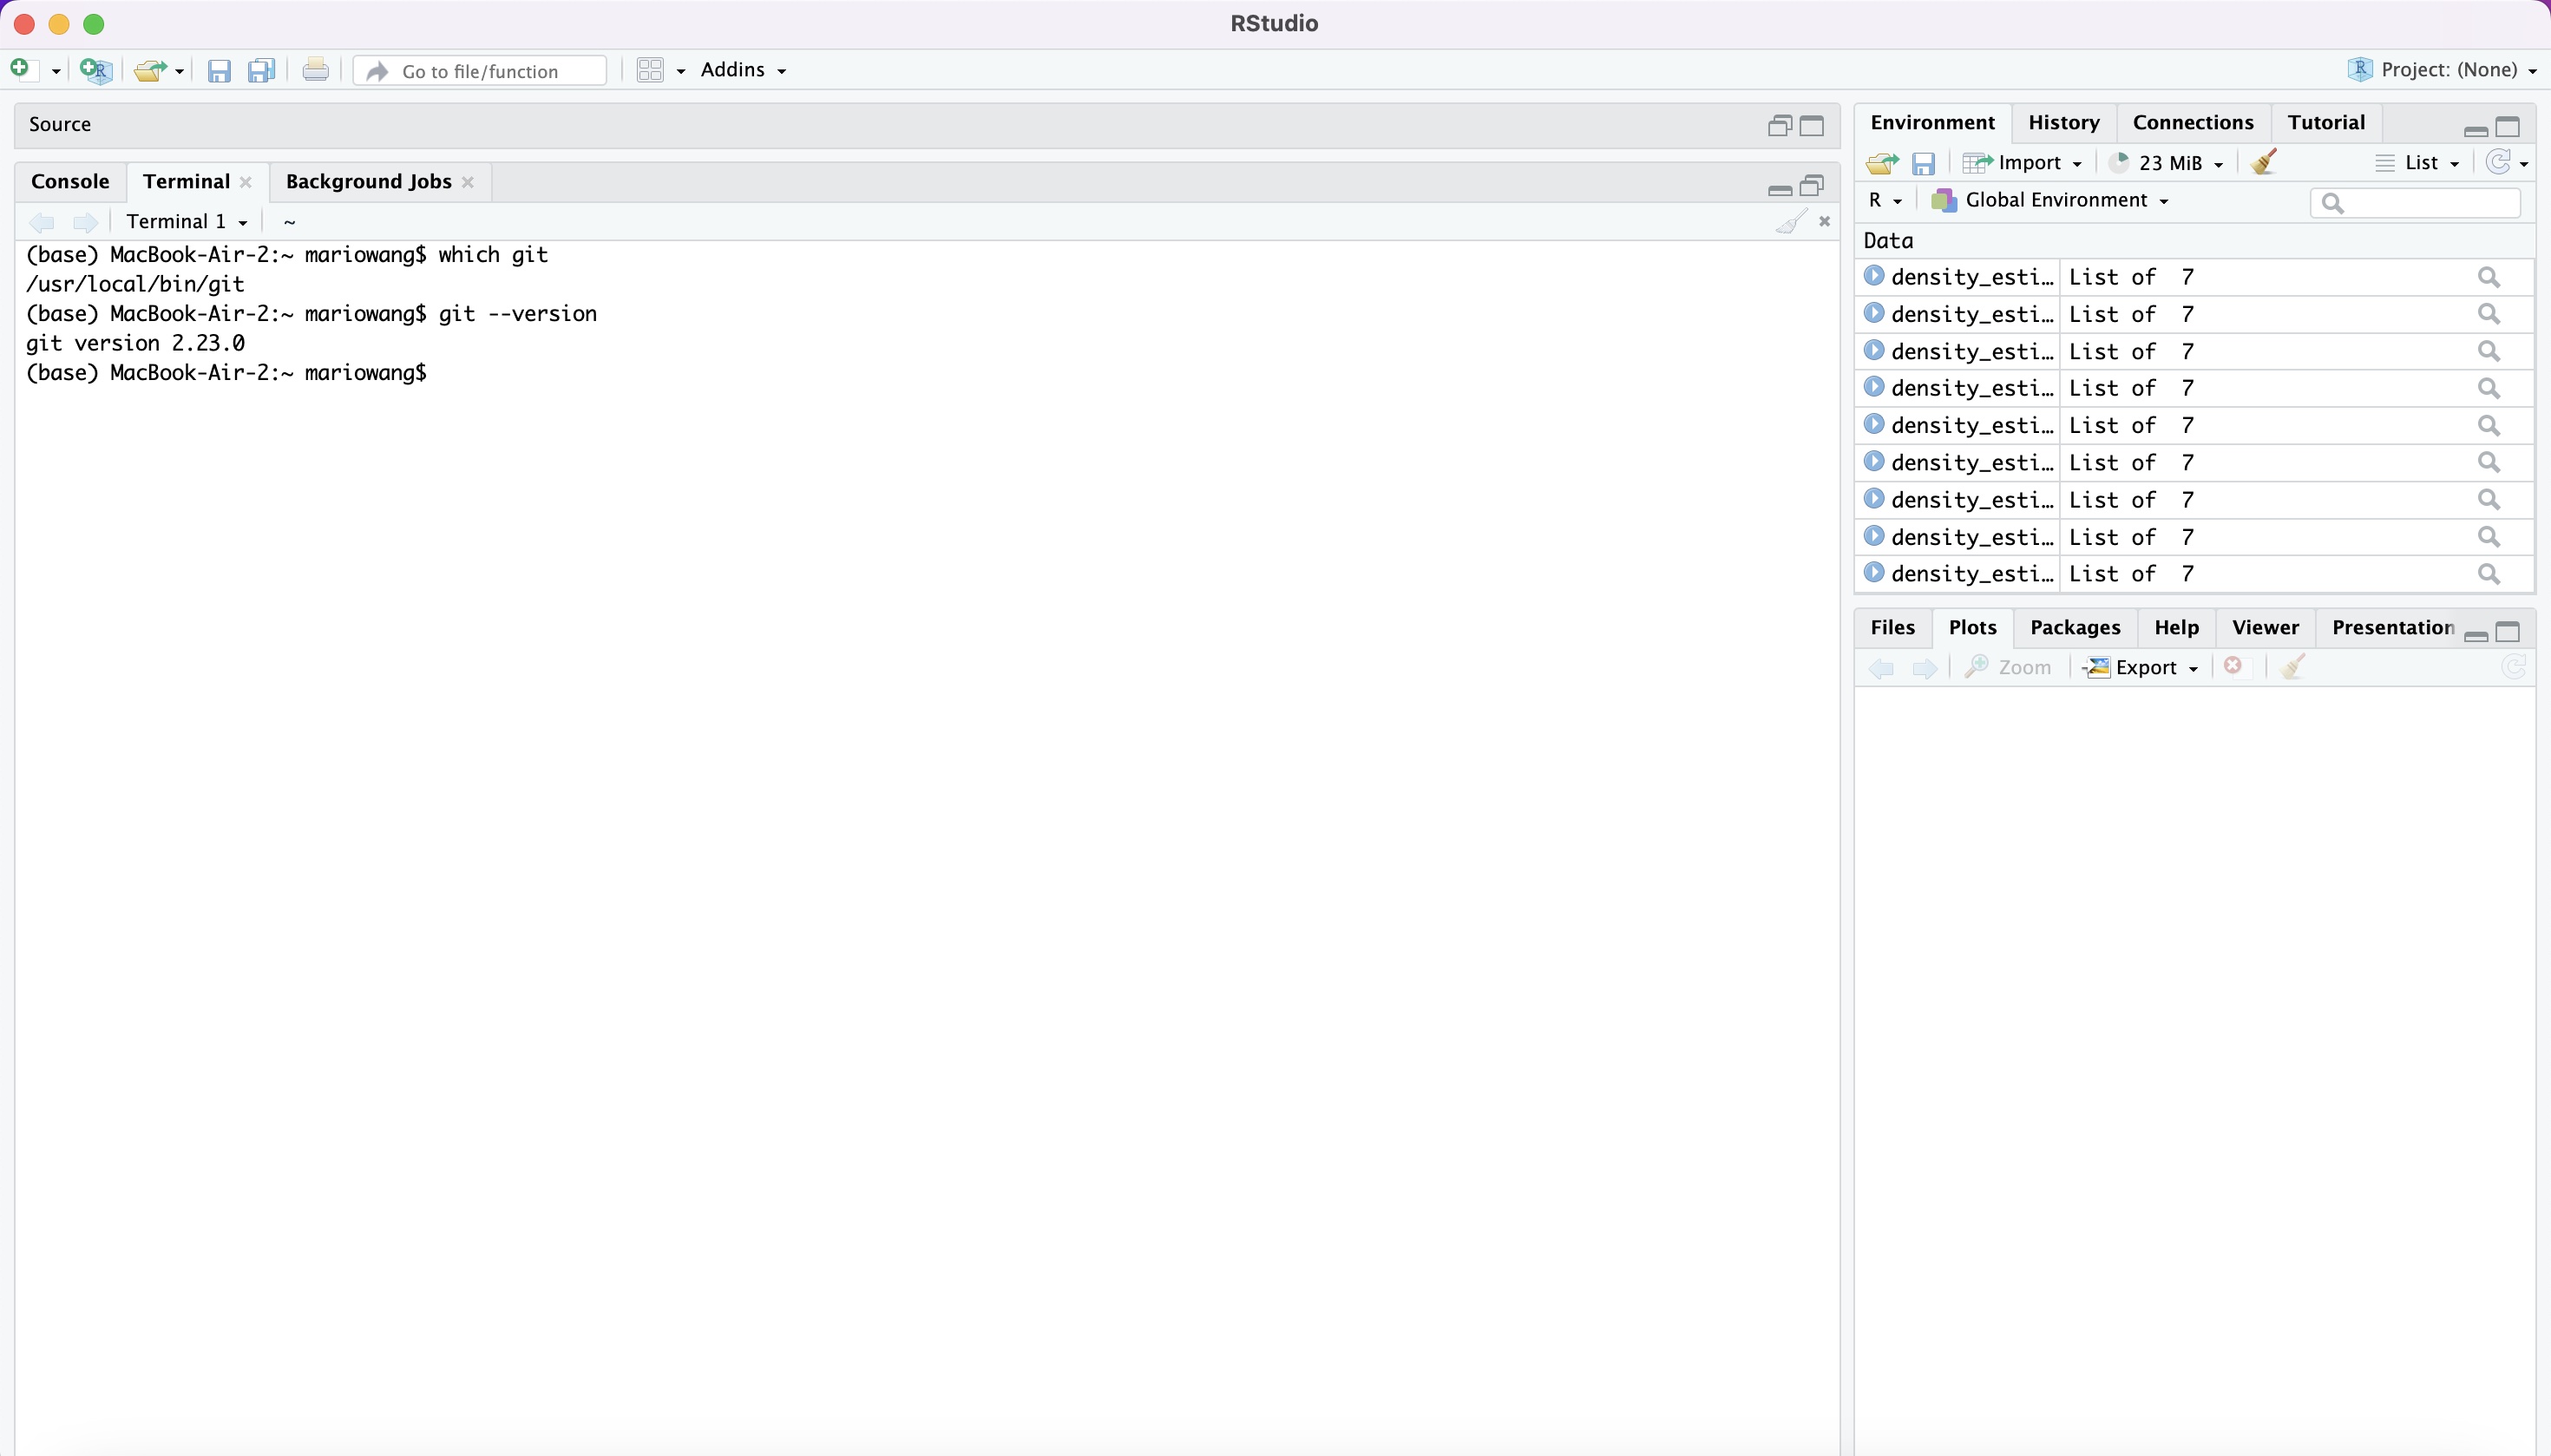 RStudio
Go to file/function
Addins
Project: (None)
Source
Console Terminal Background Jobs
Terminal 1 ~
(base) MacBook-Air-2:~ mariowang$ which git
/usr/local/bin/git
(base) MacBook-Air-2:~ mariowang$ git --version
git version 2.23.0
(base) MacBook-Air-2:~ mariowang$
Environment History Connections Tutorial
Import 23 MiB List
R Global Environment
Data
density_esti… List of 7
density_esti… List of 7
density_esti… List of 7
density_esti… List of 7
density_esti… List of 7
density_esti… List of 7
density_esti… List of 7
density_esti… List of 7
density_esti… List of 7
Files Plots Packages Help Viewer Presentation
Zoom Export